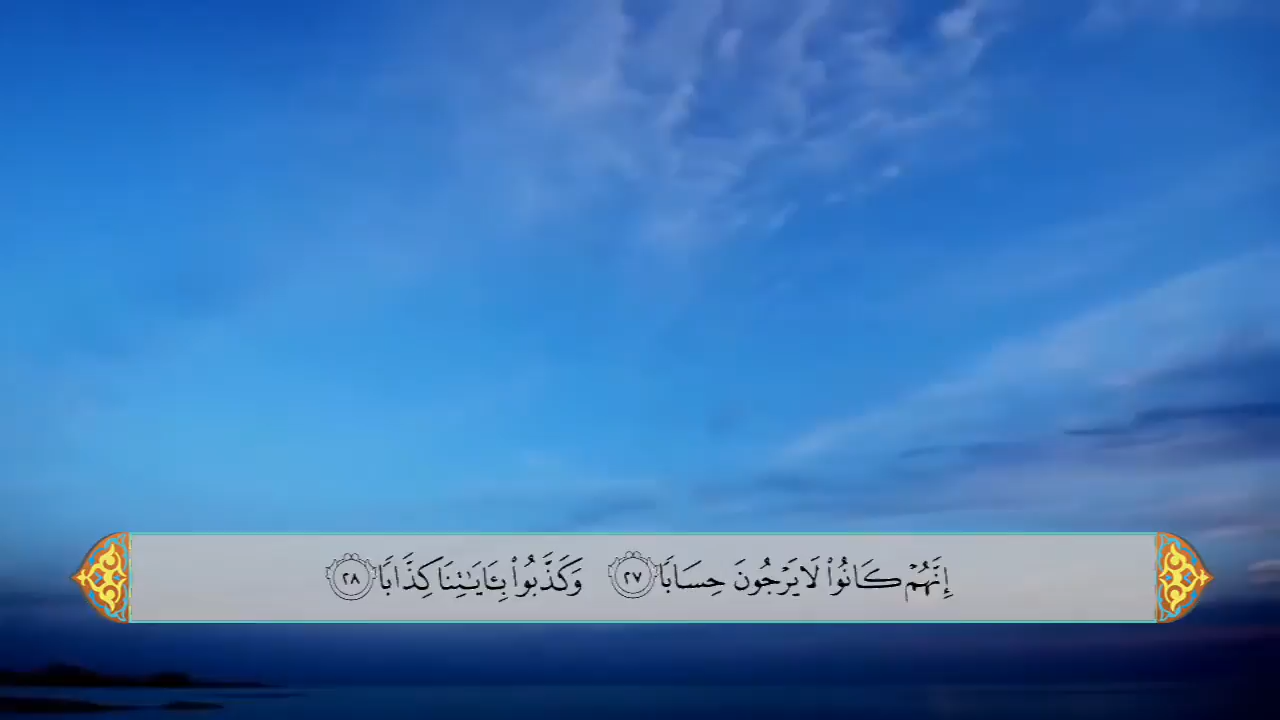 إِنَّهُمْ كَانُوا۟ لَا يَرْجُونَ حِسَابًا ٢٧ وَكَذَّبُوا۟ بِـَٔايَـٰتِنَا كِذَّابًا ٢٨